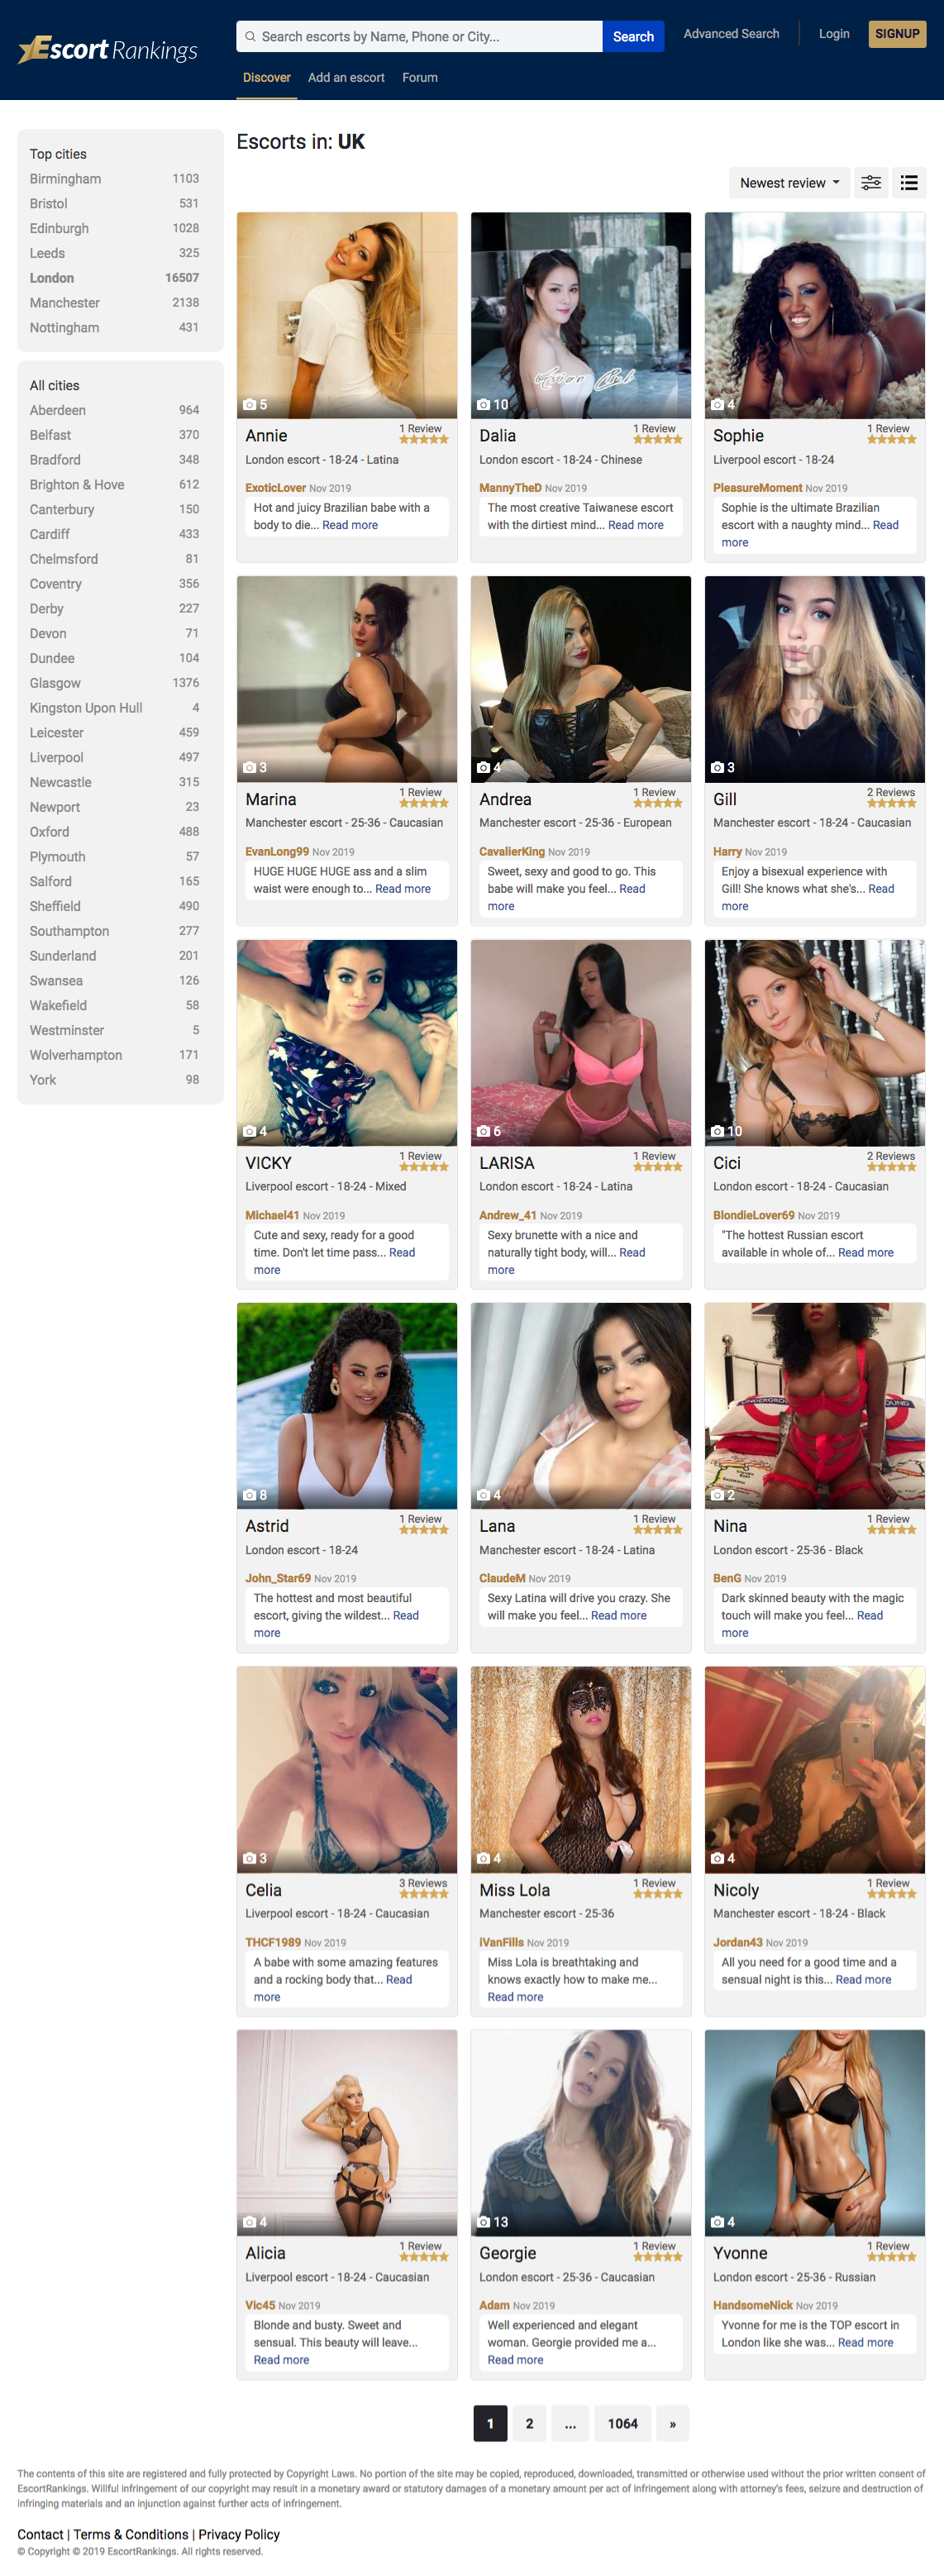 Escort Rankings
Search escorts by Name, Phone or City...
Search
Advanced Search
Login
SIGNUP
Discover
Add an escort
Forum
Top cities
Birmingham 1103
Bristol 531
Edinburgh 1028
Leeds 325
London 16507
Manchester 2138
Nottingham 431
All cities
Aberdeen 964
Belfast 370
Bradford 348
Brighton & Hove 612
Canterbury 150
Cardiff 433
Chelmsford 81
Coventry 356
Derby 227
Devon 71
Dundee 104
Glasgow 1376
Kingston Upon Hull 4
Leicester 459
Liverpool 497
Newcastle 315
Newport 23
Oxford 488
Plymouth 57
Salford 165
Sheffield 490
Southampton 277
Sunderland 201
Swansea 126
Wakefield 58
Westminster 5
Wolverhampton 171
York 98
Escorts in: UK
Newest review
5
Annie
1 Review
London escort - 18-24 - Latina
ExoticLover Nov 2019
Hot and juicy Brazilian babe with a
body to die... Read more
10
Dalia
1 Review
London escort - 18-24 - Chinese
MannyTheD Nov 2019
The most creative Taiwanese escort
with the dirtiest mind... Read more
4
Sophie
1 Review
Liverpool escort - 18-24
PleasureMoment Nov 2019
Sophie is the ultimate Brazilian
escort with a naughty mind... Read
more
3
Marina
1 Review
Manchester escort - 25-36 - Caucasian
EvanLong99 Nov 2019
HUGE HUGE HUGE ass and a slim
waist were enough to... Read more
4
Andrea
1 Review
Manchester escort - 25-36 - European
CavalierKing Nov 2019
Sweet, sexy and good to go. This
babe will make you feel... Read
more
3
Gill
2 Reviews
Manchester escort - 18-24 - Caucasian
Harry Nov 2019
Enjoy a bisexual experience with
Gill! She knows what she's... Read
more
4
VICKY
1 Review
Liverpool escort - 18-24 - Mixed
Michael41 Nov 2019
Cute and sexy, ready for a good
time. Don't let time pass... Read
more
6
LARISA
1 Review
London escort - 18-24 - Latina
Andrew_41 Nov 2019
Sexy brunette with a nice and
naturally tight body, will... Read
more
10
Cici
2 Reviews
London escort - 18-24 - Caucasian
BlondieLover69 Nov 2019
"The hottest Russian escort
available in whole of... Read more
8
Astrid
1 Review
London escort - 18-24
John_Star69 Nov 2019
The hottest and most beautiful
escort, giving the wildest... Read
more
4
Lana
1 Review
Manchester escort - 18-24 - Latina
ClaudeM Nov 2019
Sexy Latina will drive you crazy. She
will make you feel... Read more
2
Nina
1 Review
London escort - 25-36 - Black
BenG Nov 2019
Dark skinned beauty with the magic
touch will make you feel... Read
more
3
Celia
3 Reviews
Liverpool escort - 18-24 - Caucasian
THCF1989 Nov 2019
A babe with some amazing features
and a rocking body that... Read
more
4
Miss Lola
1 Review
Manchester escort - 25-36
iVanFills Nov 2019
Miss Lola is breathtaking and
knows exactly how to make me...
Read more
4
Nicoly
1 Review
Manchester escort - 18-24 - Black
Jordan43 Nov 2019
All you need for a good time and a
sensual night is this... Read more
4
Alicia
1 Review
Liverpool escort - 18-24 - Caucasian
Vic45 Nov 2019
Blonde and busty. Sweet and
sensual. This beauty will leave...
Read more
13
Georgie
1 Review
London escort - 25-36 - Caucasian
Adam Nov 2019
Well experienced and elegant
woman. Georgie provided me a...
Read more
4
Yvonne
1 Review
London escort - 25-36 - Russian
HandsomeNick Nov 2019
Yvonne for me is the TOP escort in
London like she was... Read more
1 2 ... 1064 »
The contents of this site are registered and fully protected by Copyright Laws. No portion of the site may be copied, reproduced, downloaded, transmitted or otherwise used without the prior written consent of
EscortRankings. Willful infringement of our copyright may result in a monetary award or statutory damages of a monetary amount per act of infringement along with attorney's fees, seizure and destruction of
infringing materials and an injunction against further acts of infringement.
Contact | Terms & Conditions | Privacy Policy
© Copyright © 2019 EscortRankings. All rights reserved.